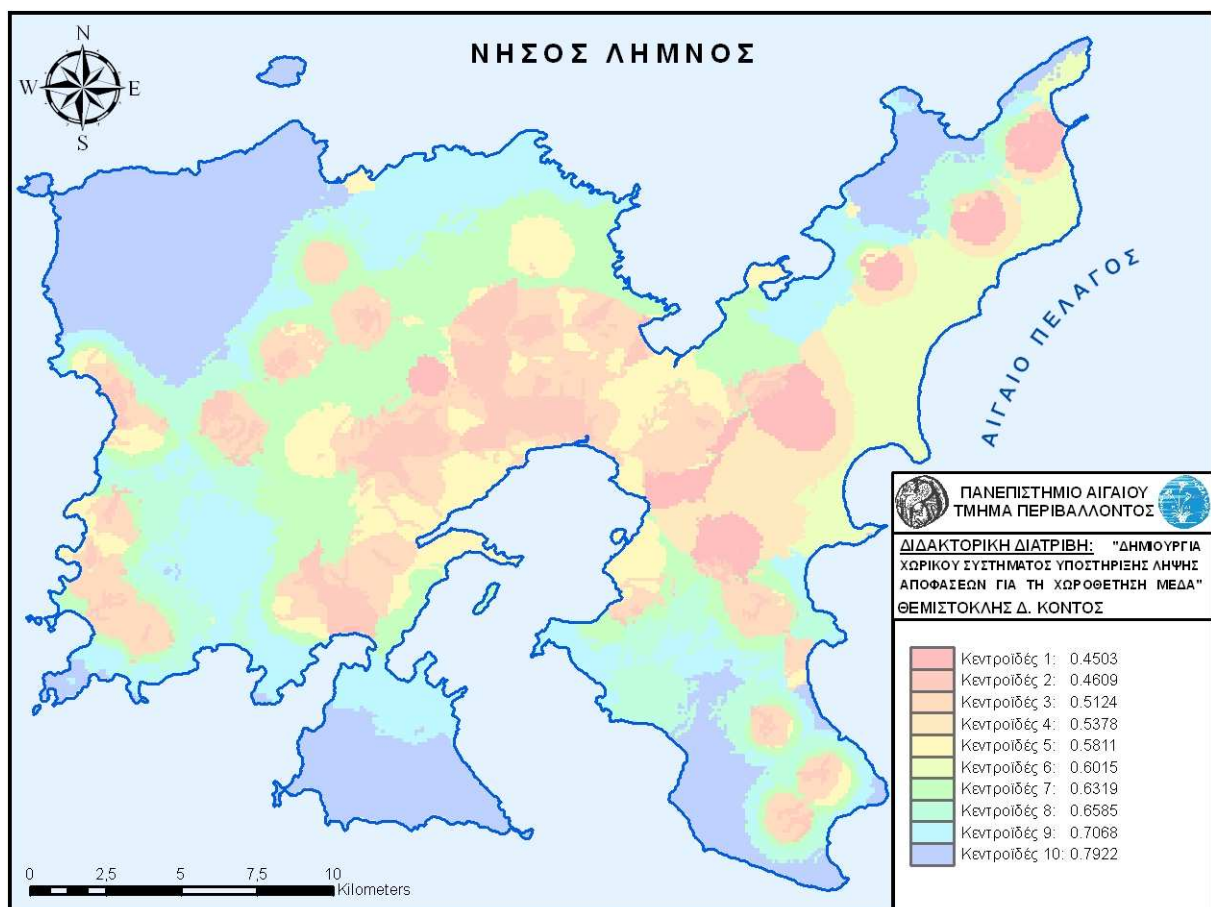 ΝΗΣΟΣ ΛΗΜΝΟΣ
N
W E
S
ΑΙΓΑΙΟ ΠΕΛΑΓΟΣ
ΠΑΝΕΠΙΣΤΗΜΙΟ ΑΙΓΑΙΟΥ
ΤΜΗΜΑ ΠΕΡΙΒΑΛΛΟΝΤΟΣ
ΔΙΔΑΚΤΟΡΙΚΗ ΔΙΑΤΡΙΒΗ: "ΔΗΜΙΟΥΡΓΙΑ
ΧΩΡΙΚΟΥ ΣΥΣΤΗΜΑΤΟΣ ΥΠΟΣΤΗΡΙΞΗΣ ΛΗΨΗΣ
ΑΠΟΦΑΣΕΩΝ ΓΙΑ ΤΗ ΧΩΡΟΘΕΤΗΣΗ ΜΕΔΑ"
ΘΕΜΙΣΤΟΚΛΗΣ Δ. ΚΟΝΤΟΣ
Κεντροϊδές 1: 0.4503
Κεντροϊδές 2: 0.4609
Κεντροϊδές 3: 0.5124
Κεντροϊδές 4: 0.5378
Κεντροϊδές 5: 0.5811
Κεντροϊδές 6: 0.6015
Κεντροϊδές 7: 0.6319
Κεντροϊδές 8: 0.6585
Κεντροϊδές 9: 0.7068
Κεντροϊδές 10: 0.7922
0 2,5 5 7,5 10
Kilometers